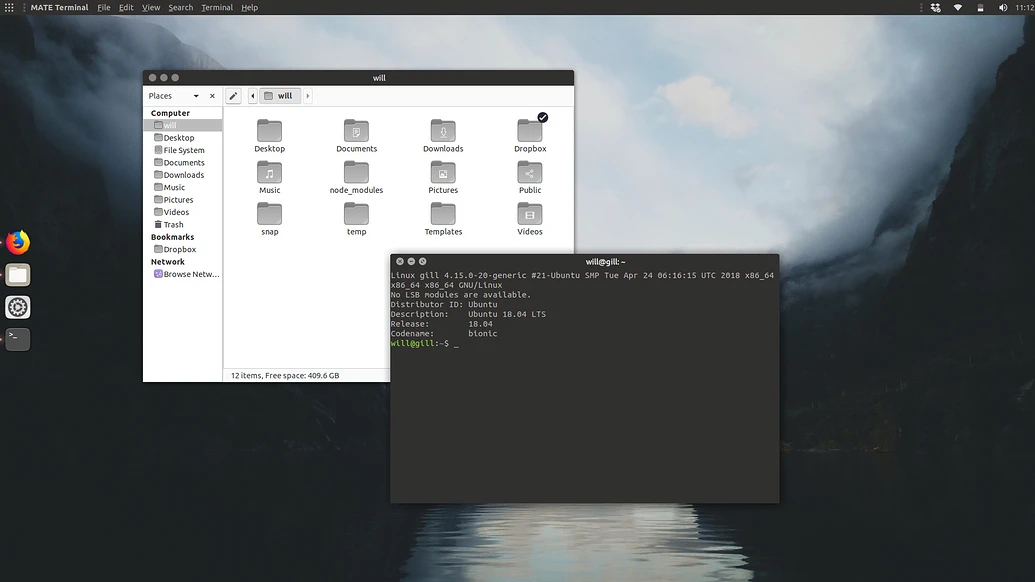 MATE Terminal File Edit View Search Terminal Help 11:12
will
Places
will
Computer
will
Desktop
File System
Documents
Downloads
Music
Pictures
Videos
Trash
Bookmarks
Dropbox
Network
Browse Netw...
Desktop Documents Downloads Dropbox
Music node_modules Pictures Public
snap temp Templates Videos
12 items, Free space: 409.6 GB
will@gill: ~
Linux gill 4.15.0-20-generic #21-Ubuntu SMP Tue Apr 24 06:16:15 UTC 2018 x86_64
x86_64 x86_64 GNU/Linux
No LSB modules are available.
Distributor ID: Ubuntu
Description: Ubuntu 18.04 LTS
Release: 18.04
Codename: bionic
will@gill:~$ _
>_